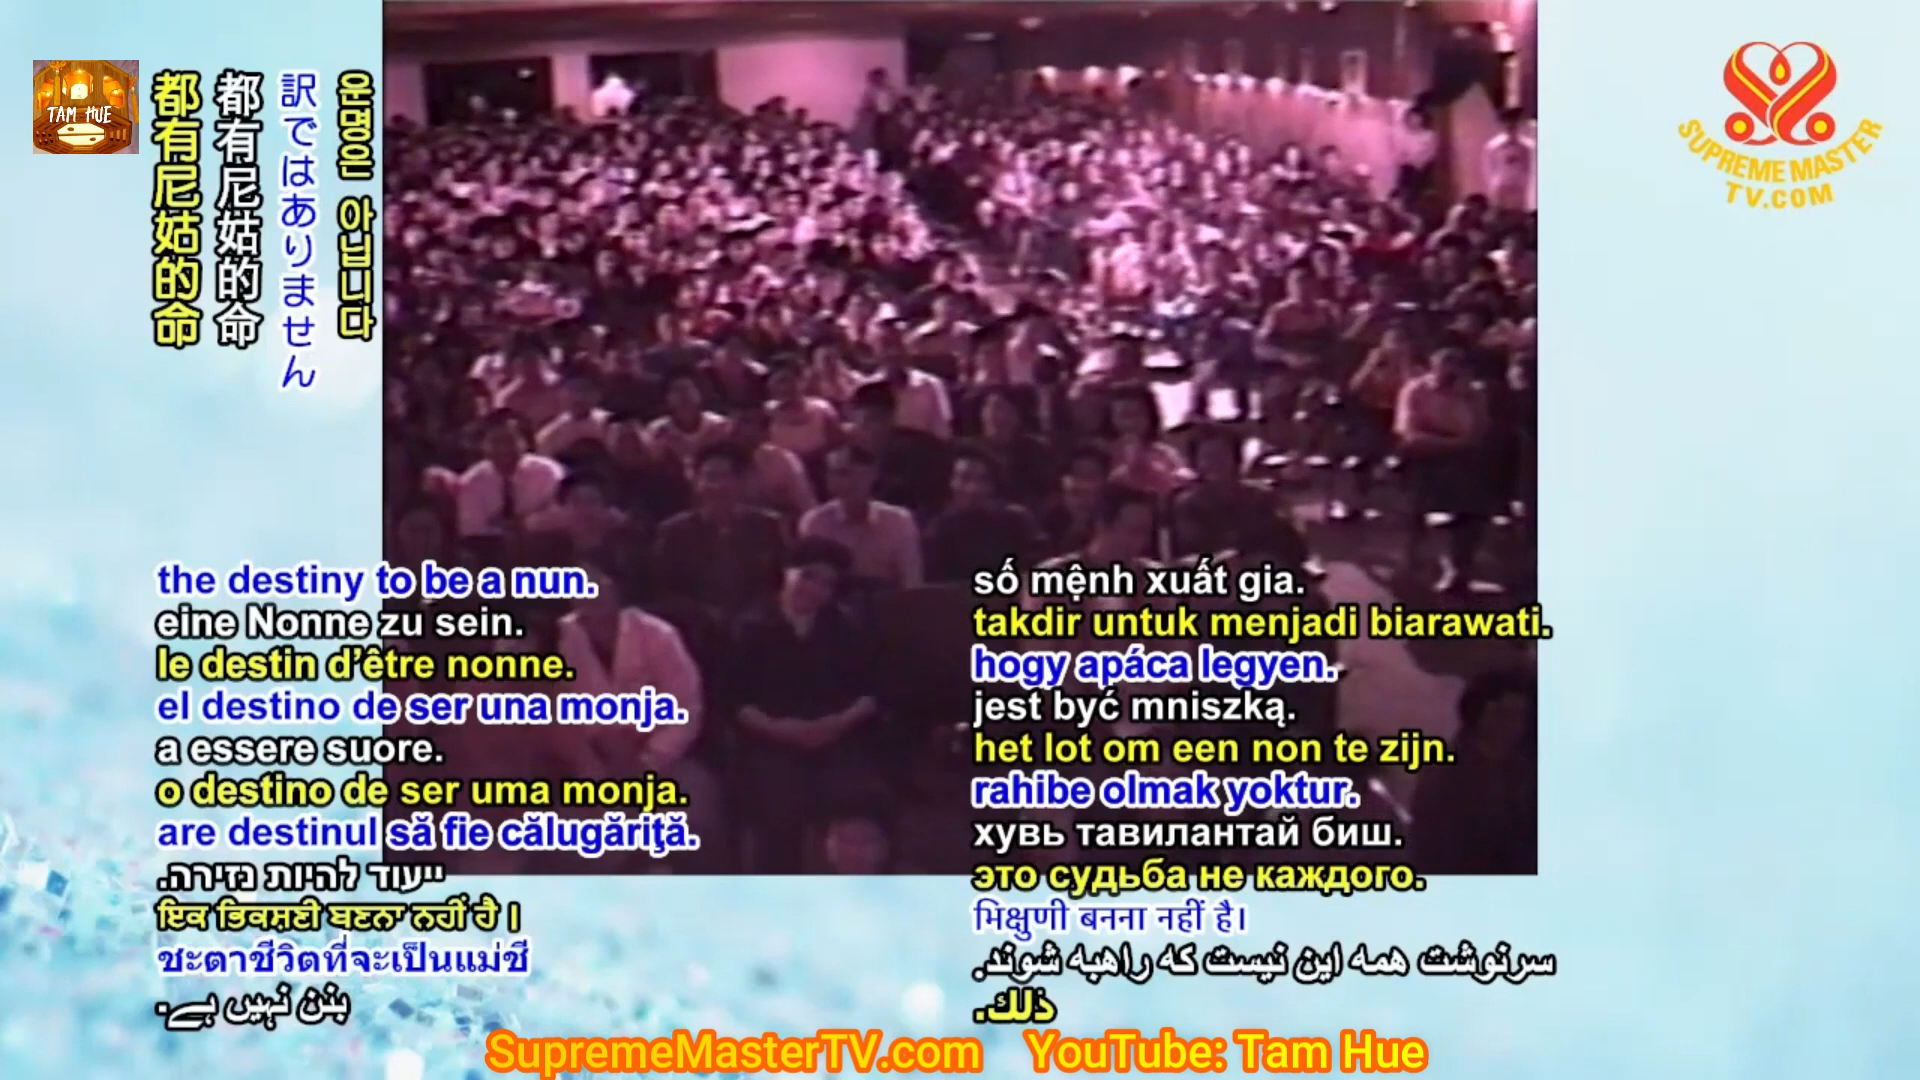 TAM HUE
都有尼姑的命
都有尼姑的命
訳ではありません
운명인 아닙니다
SUPREME MASTER
TV.COM
the destiny to be a nun.
eine Nonne zu sein.
le destin d’être nonne.
el destino de ser una monja.
a essere suore.
o destino de ser uma monja.
are destinul să fie călugăriţă.
ייעוד להיות נזירה.
ਇਕ ਭਿਕਸ਼ਣੀ ਬਣਨਾ ਨਹੀਂ ਹੈ।
ชะตาชีวิตที่จะเป็นแม่ชี
بنن نہیں ہے۔
số mệnh xuất gia.
takdir untuk menjadi biarawati.
hogy apáca legyen.
jest być mniszką.
het lot om een non te zijn.
rahibe olmak yoktur.
хувь тавилантай биш.
это судьба не каждого.
भिक्षुणी बनना नहीं है।
سرنوشت همه این نیست که راهبه شوند.
ذلك.
SupremeMasterTV.com YouTube: Tam Hue